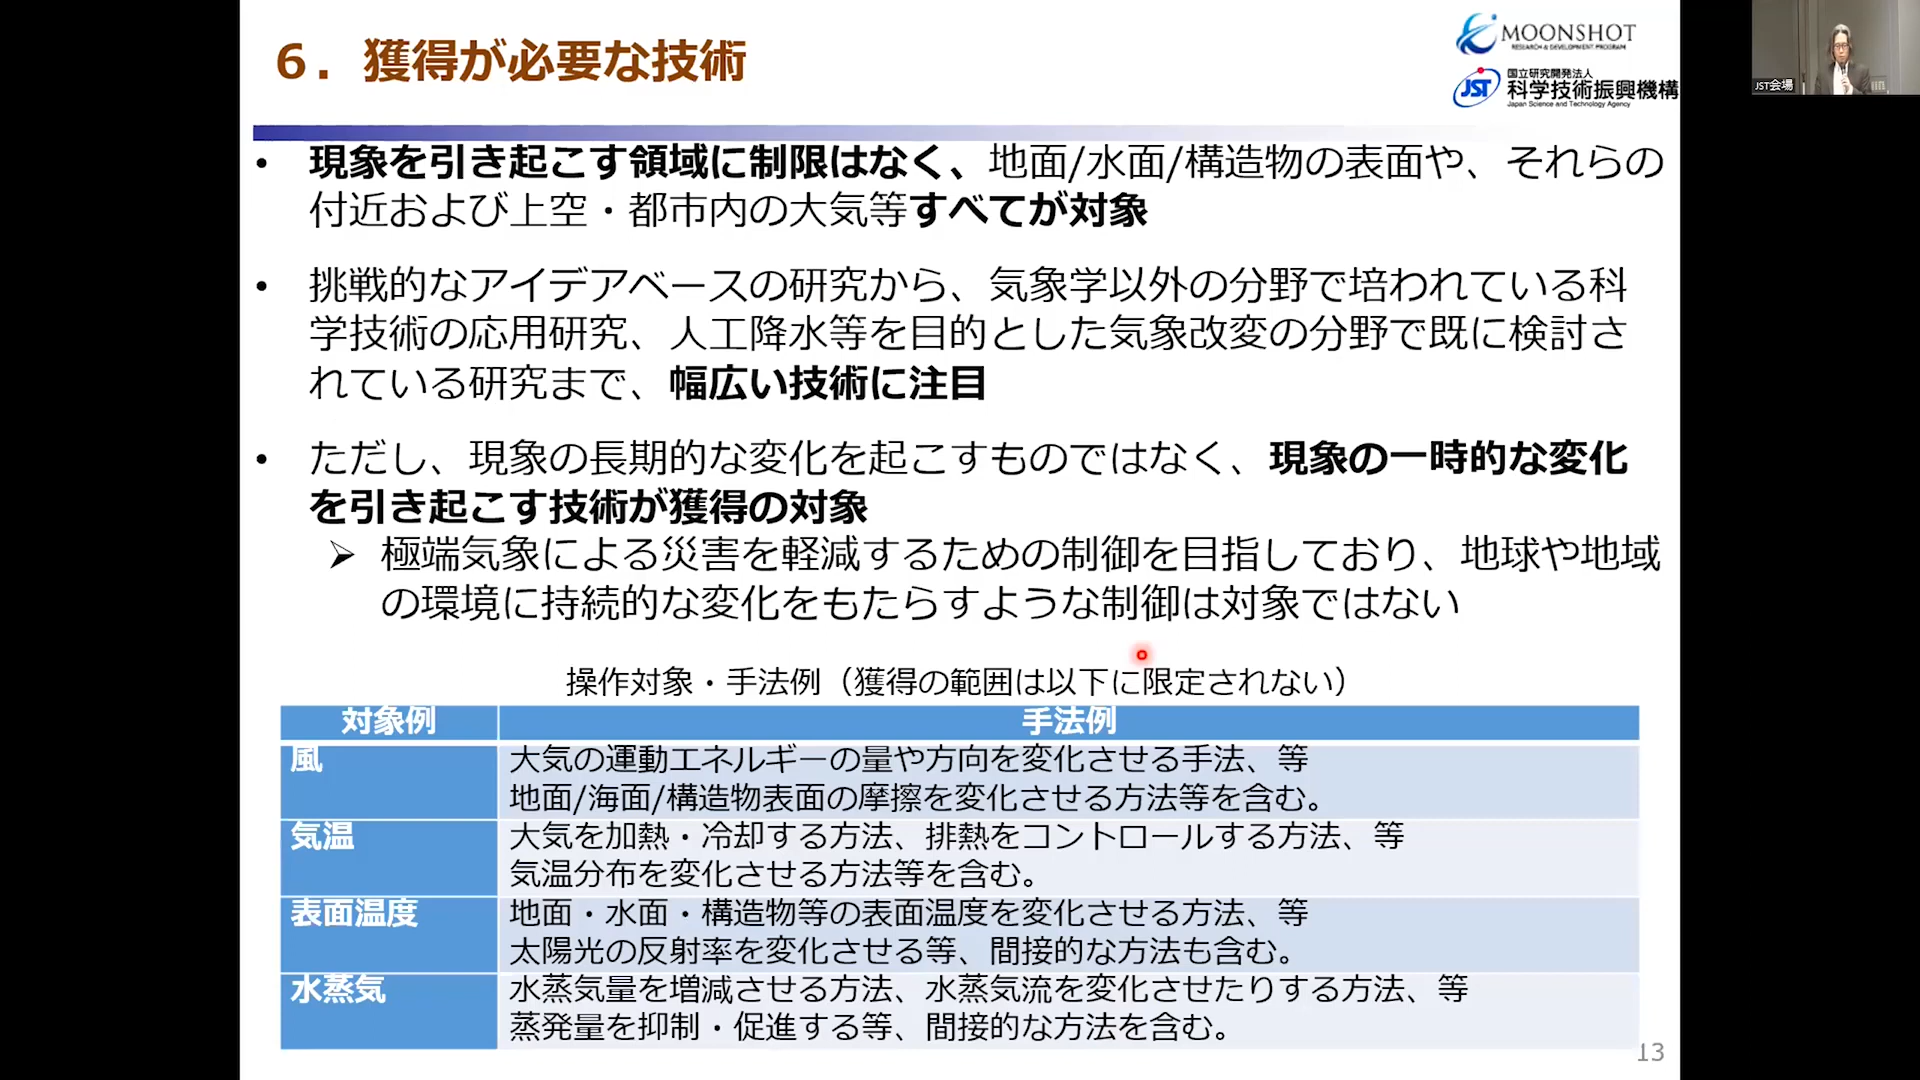 6．獲得が必要な技術
MOONSHOT
RESEARCH & DEVELOPMENT PROGRAM
JST
国立研究開発法人
科学技術振興機構
Japan Science and Technology Agency
JST会場
• 現象を引き起こす領域に制限はなく、地面/水面/構造物の表面や、それらの
付近および上空・都市内の大気等すべてが対象
• 挑戦的なアイデアベースの研究から、気象学以外の分野で培われている科
学技術の応用研究、人工降水等を目的とした気象改変の分野で既に検討さ
れている研究まで、幅広い技術に注目
• ただし、現象の長期的な変化を起こすものではなく、現象の一時的な変化
を引き起こす技術が獲得の対象
➢ 極端気象による災害を軽減するための制御を目指しており、地球や地域
の環境に持続的な変化をもたらすような制御は対象ではない
操作対象・手法例（獲得の範囲は以下に限定されない）
対象例 手法例
風 大気の運動エネルギーの量や方向を変化させる手法、等
地面/海面/構造物表面の摩擦を変化させる方法等を含む。
気温 大気を加熱・冷却する方法、排熱をコントロールする方法、等
気温分布を変化させる方法等を含む。
表面温度 地面・水面・構造物等の表面温度を変化させる方法、等
太陽光の反射率を変化させる等、間接的な方法も含む。
水蒸気 水蒸気量を増減させる方法、水蒸気流を変化させたりする方法、等
蒸発量を抑制・促進する等、間接的な方法を含む。
13